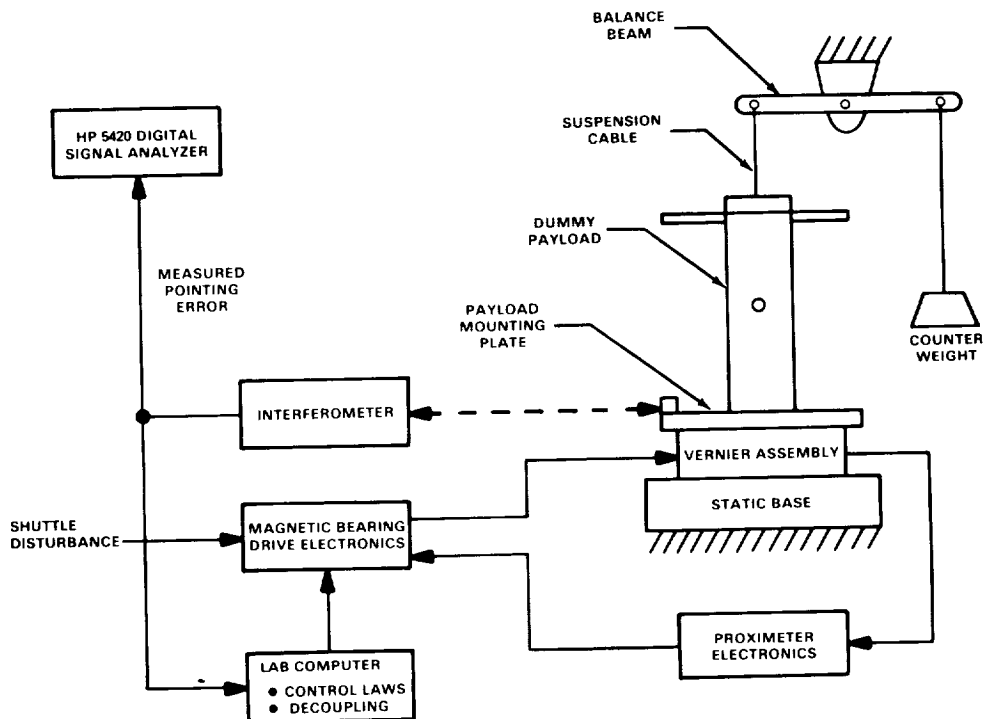 BALANCE
BEAM
HP 5420 DIGITAL
SIGNAL ANALYZER
SUSPENSION
CABLE
DUMMY
PAYLOAD
MEASURED
POINTING
ERROR
PAYLOAD
MOUNTING
PLATE
COUNTER
WEIGHT
INTERFEROMETER
VERNIER ASSEMBLY
STATIC BASE
SHUTTLE
DISTURBANCE
MAGNETIC BEARING
DRIVE ELECTRONICS
PROXIMETER
ELECTRONICS
LAB COMPUTER
● CONTROL LAWS
● DECOUPLING